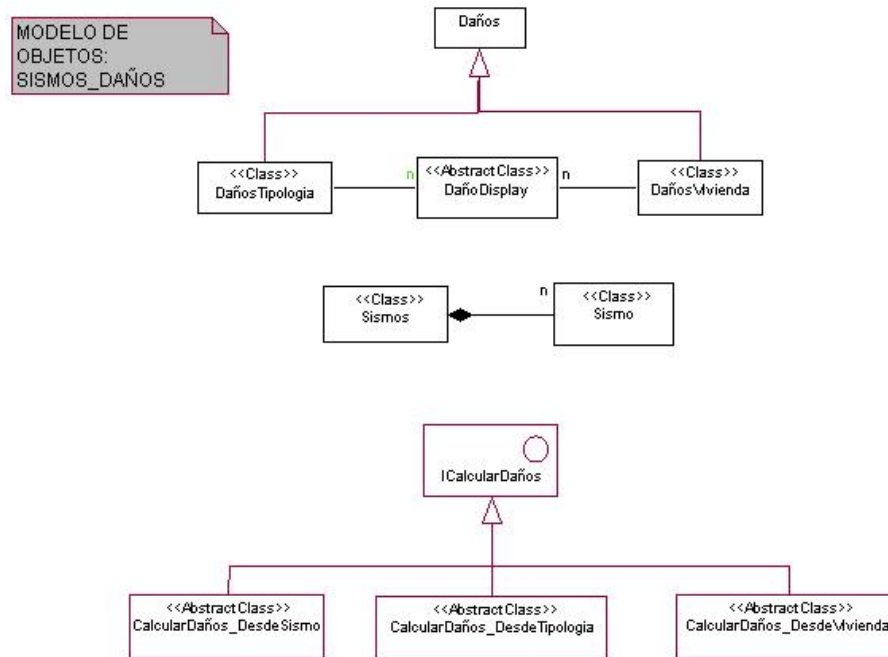 MODELO DE
OBJETOS:
SISMOS_DAÑOS
Daños
<<Class>>
DañosTipologia
n
<<AbstractClass>>
DañoDisplay
n
<<Class>>
DañosVivienda
<<Class>>
Sismos
n
<<Class>>
Sismo
ICalcularDaños
<<AbstractClass>>
CalcularDaños_DesdeSismo
<<AbstractClass>>
CalcularDaños_DesdeTipologia
<<AbstractClass>>
CalcularDaños_DesdeVivienda